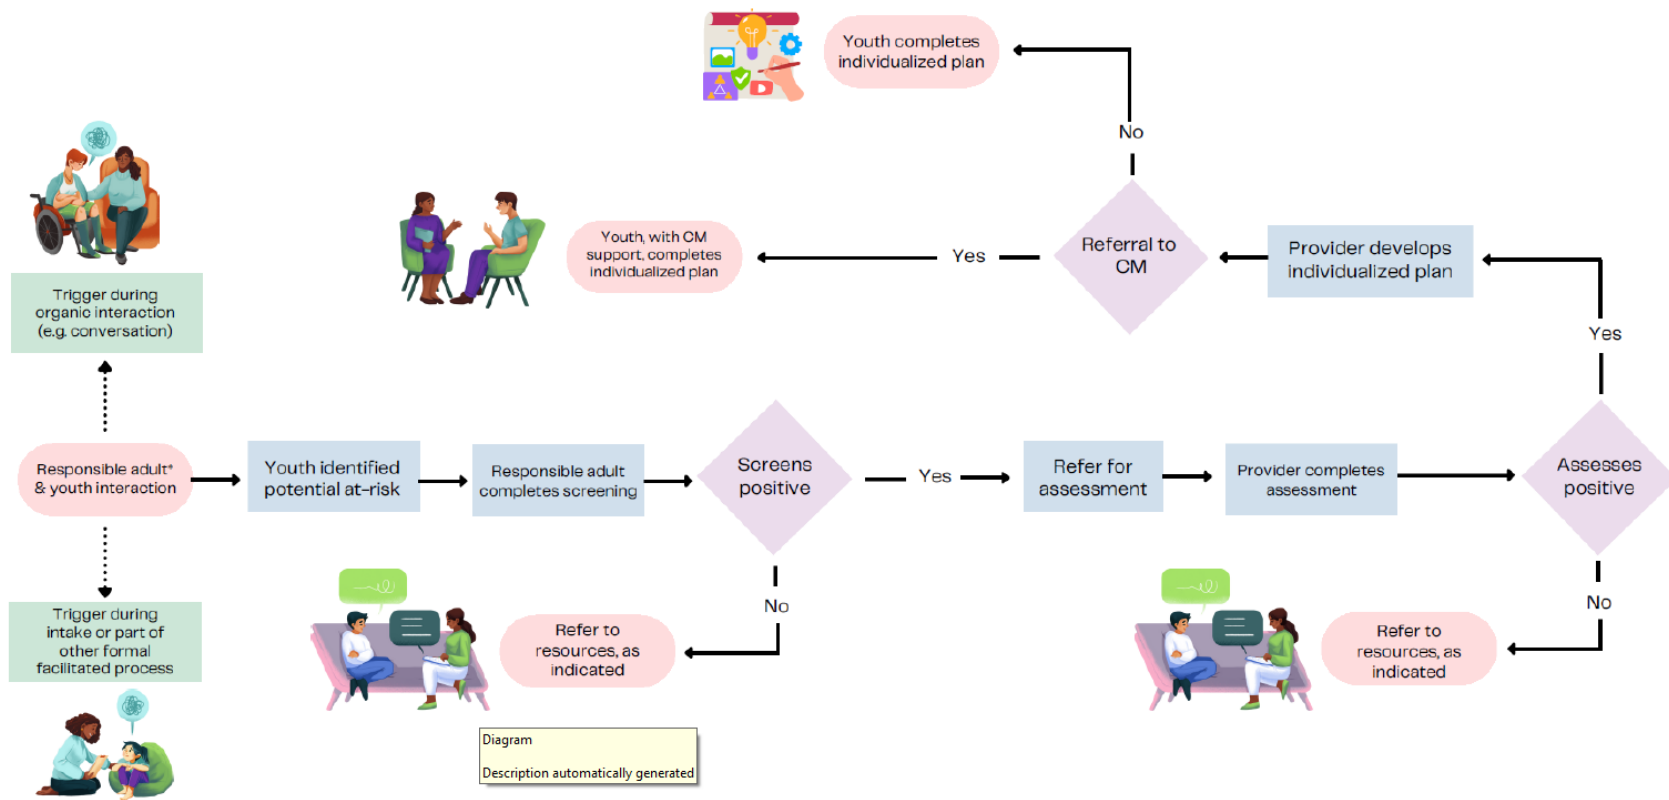 Youth completes
individualized plan
No
Trigger during
organic interaction
(e.g. conversation)
Youth, with CM
support, completes
individualized plan
Yes
Referral to
CM
Provider develops
individualized plan
Yes
Responsible adult*
& youth interaction
Youth identified
potential at-risk
Responsible adult
completes screening
Screens
positive
Yes
Refer for
assessment
Provider completes
assessment
Assesses
positive
Trigger during
intake or part of
other formal
facilitated process
No
Refer to
resources, as
indicated
No
Refer to
resources, as
indicated
Diagram
Description automatically generated